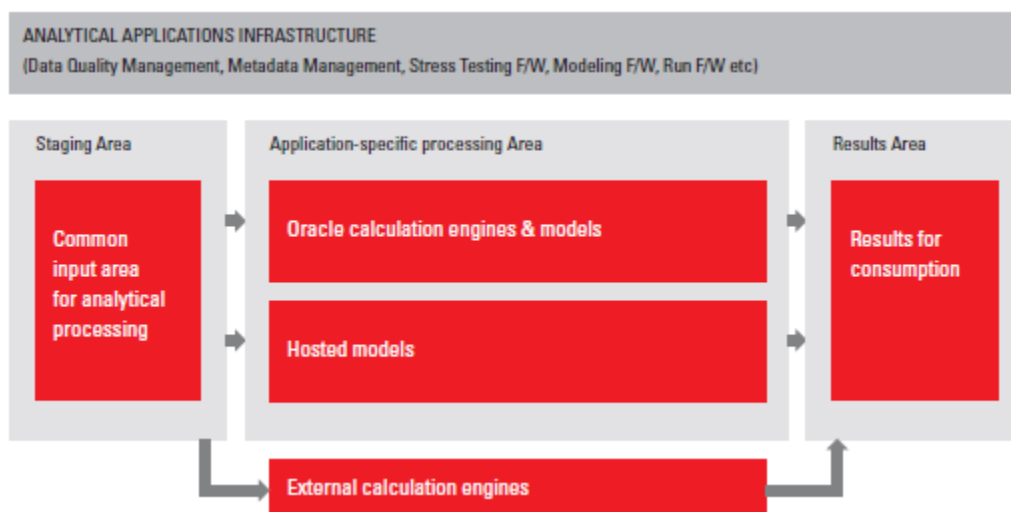 ANALYTICAL APPLICATIONS INFRASTRUCTURE
(Data Quality Management, Metadata Management, Stress Testing F/W, Modeling F/W, Run F/W etc)
Staging Area
Common
input area
for analytical
processing
Application-specific processing Area
Oracle calculation engines & models
Hosted models
External calculation engines
Results Area
Results for
consumption